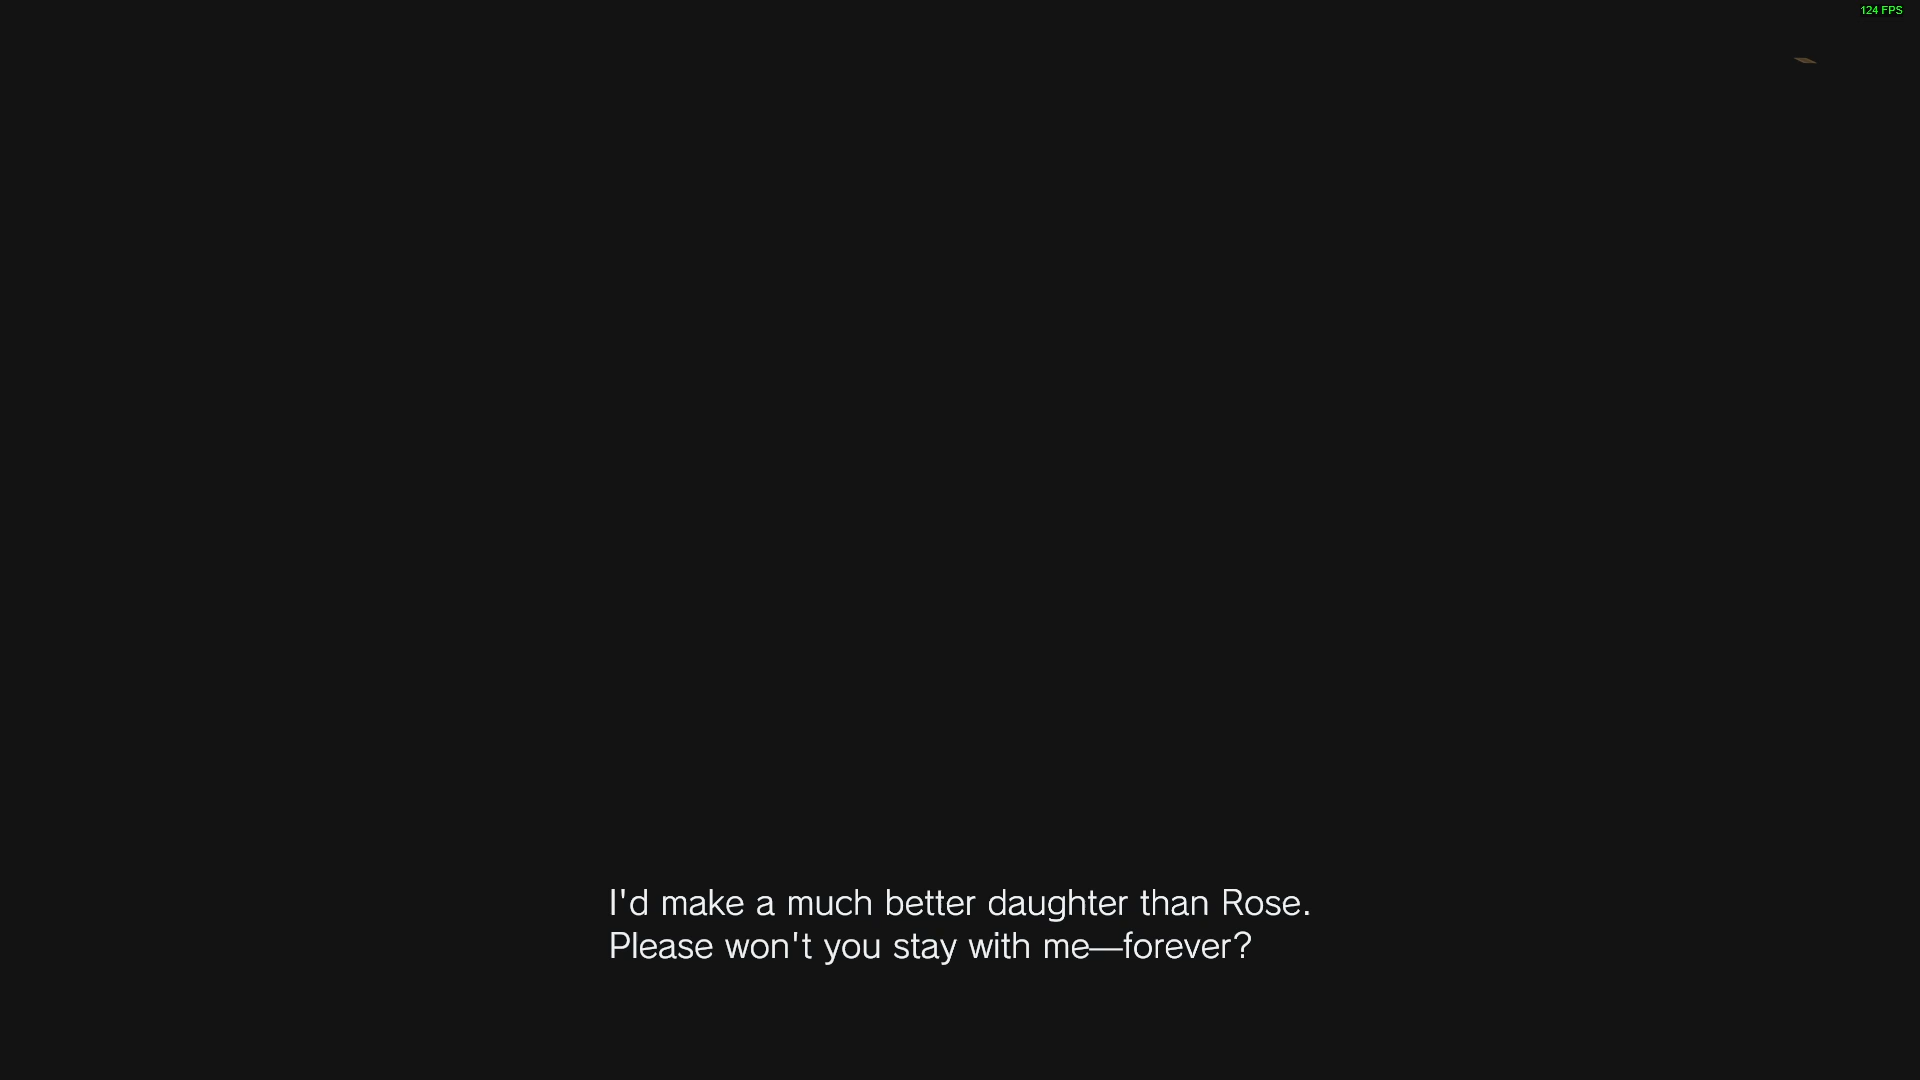 124 FPS
I'd make a much better daughter than Rose.
Please won't you stay with me—forever?